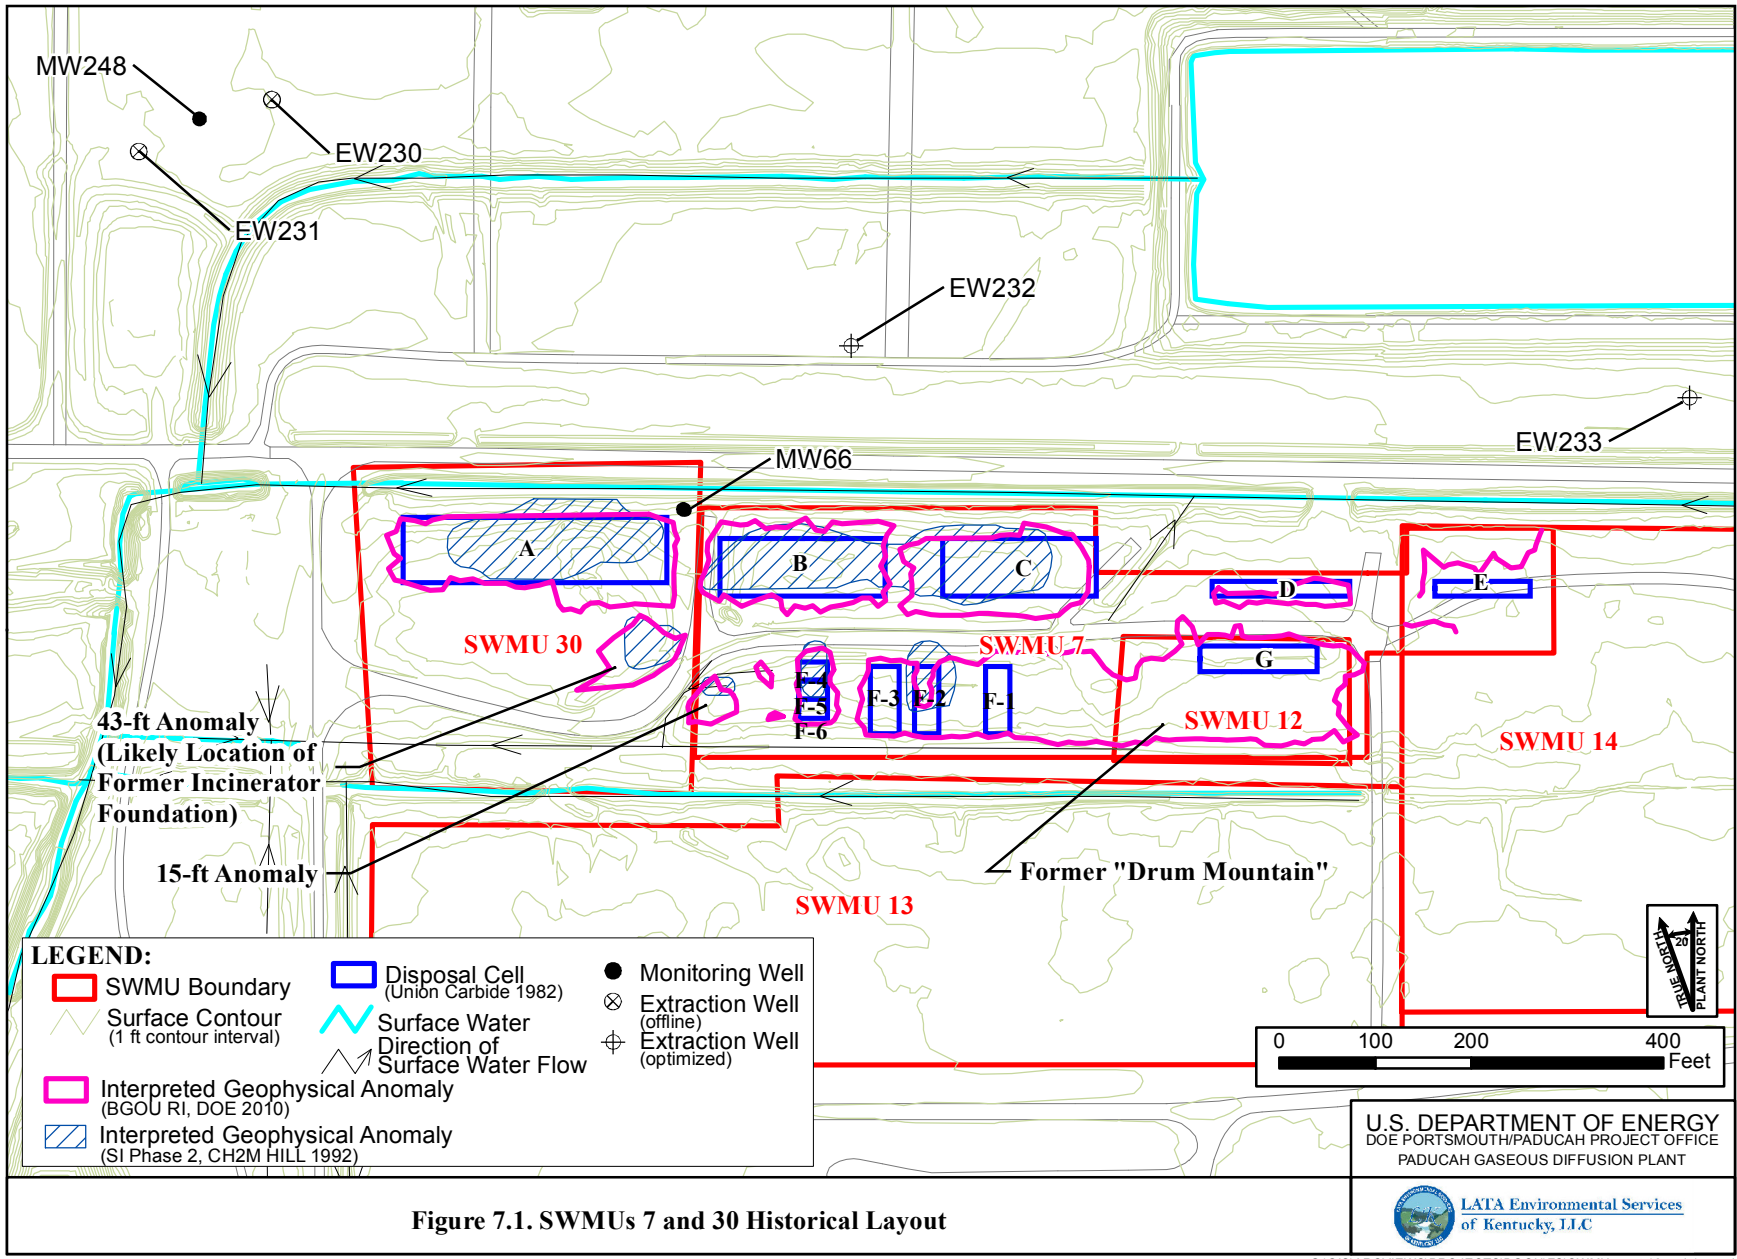 MW248
EW230
EW231
EW232
EW233
MW66
A
B
C
D
E
SWMU 30
SWMU 7
G
F-4
F-5
F-6
F-3
F-2
F-1
SWMU 12
SWMU 14
43-ft Anomaly
(Likely Location of
Former Incinerator
Foundation)
15-ft Anomaly
Former "Drum Mountain"
SWMU 13
TRUE NORTH
20
PLANT NORTH
LEGEND:
SWMU Boundary
Surface Contour
(1 ft contour interval)
Disposal Cell
(Union Carbide 1982)
Surface Water
Direction of
Surface Water Flow
Monitoring Well
Extraction Well
(offline)
Extraction Well
(optimized)
Interpreted Geophysical Anomaly
(BGOU RI, DOE 2010)
Interpreted Geophysical Anomaly
(SI Phase 2, CH2M HILL 1992)
0 100 200 400
Feet
U.S. DEPARTMENT OF ENERGY
DOE PORTSMOUTH/PADUCAH PROJECT OFFICE
PADUCAH GASEOUS DIFFUSION PLANT
Figure 7.1. SWMUs 7 and 30 Historical Layout
LATA Environmental Services
of Kentucky, LLC